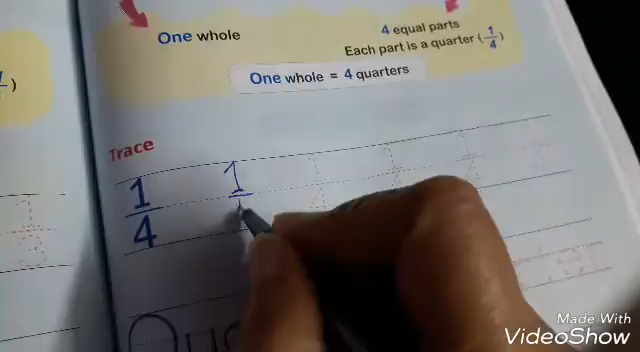 One whole
4 equal parts
Each part is a quarter (1/4)
One whole = 4 quarters
Trace
1/4 1/
Qua
Made With
VideoShow